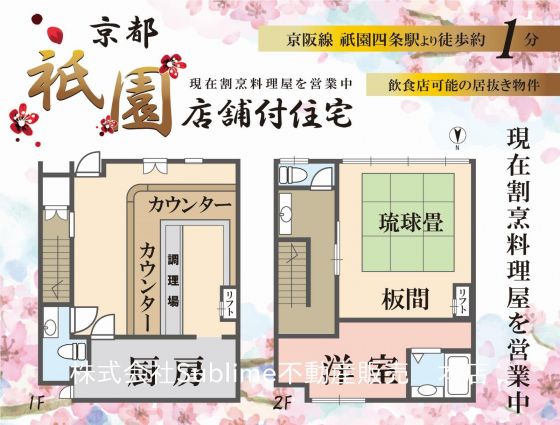 京都
祇園
現在割烹料理屋を営業中
店舗付住宅
京阪線 祇園四条駅より徒歩約1分
飲食店可能の居抜き物件
現在割烹料理屋を営業中
N
カウンター
カウンター
調理場
リフト
厨房
1F
琉球畳
板間
リフト
洋室
2F
株式会社Sublime不動産販売 本店